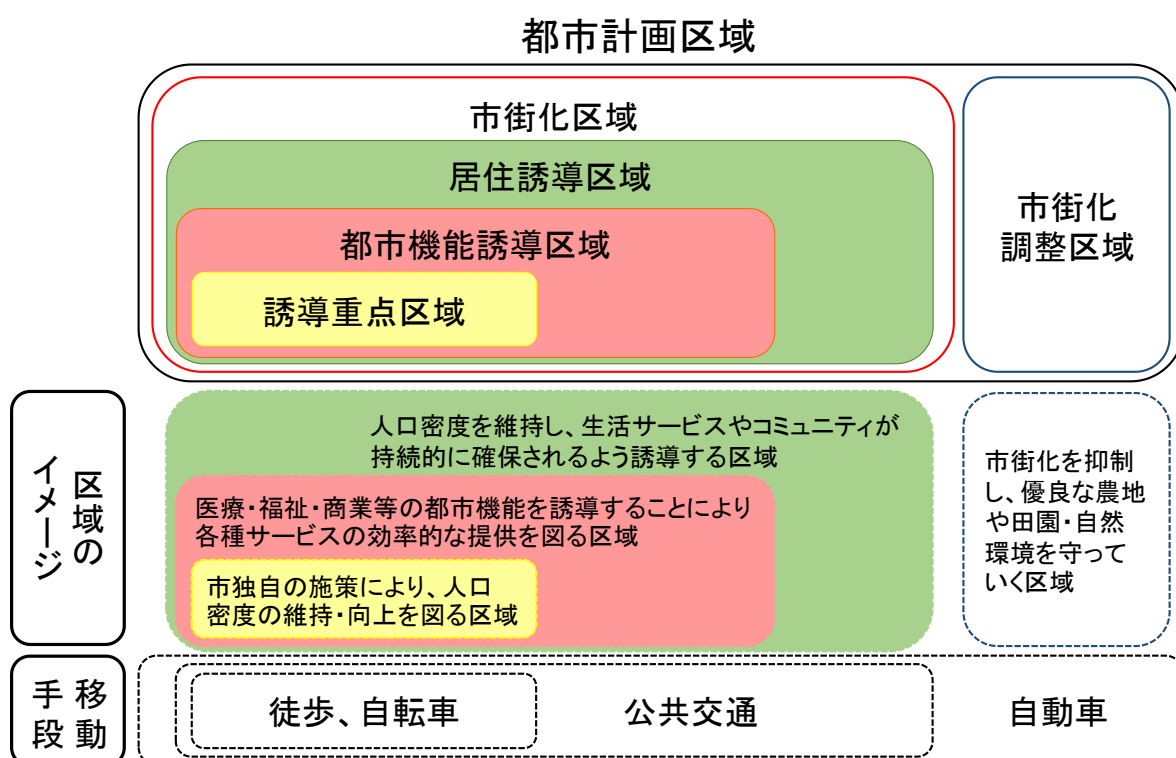 都市計画区域
市街化区域
居住誘導区域
都市機能誘導区域
誘導重点区域
市街化
調整区域
区域の
イメージ
人口密度を維持し、生活サービスやコミュニティが
持続的に確保されるよう誘導する区域
医療・福祉・商業等の都市機能を誘導することにより
各種サービスの効率的な提供を図る区域
市独自の施策により、人口
密度の維持・向上を図る区域
市街化を抑制
し、優良な農地
や田園・自然
環境を守って
いく区域
移動
手段
徒歩、自転車
公共交通
自動車